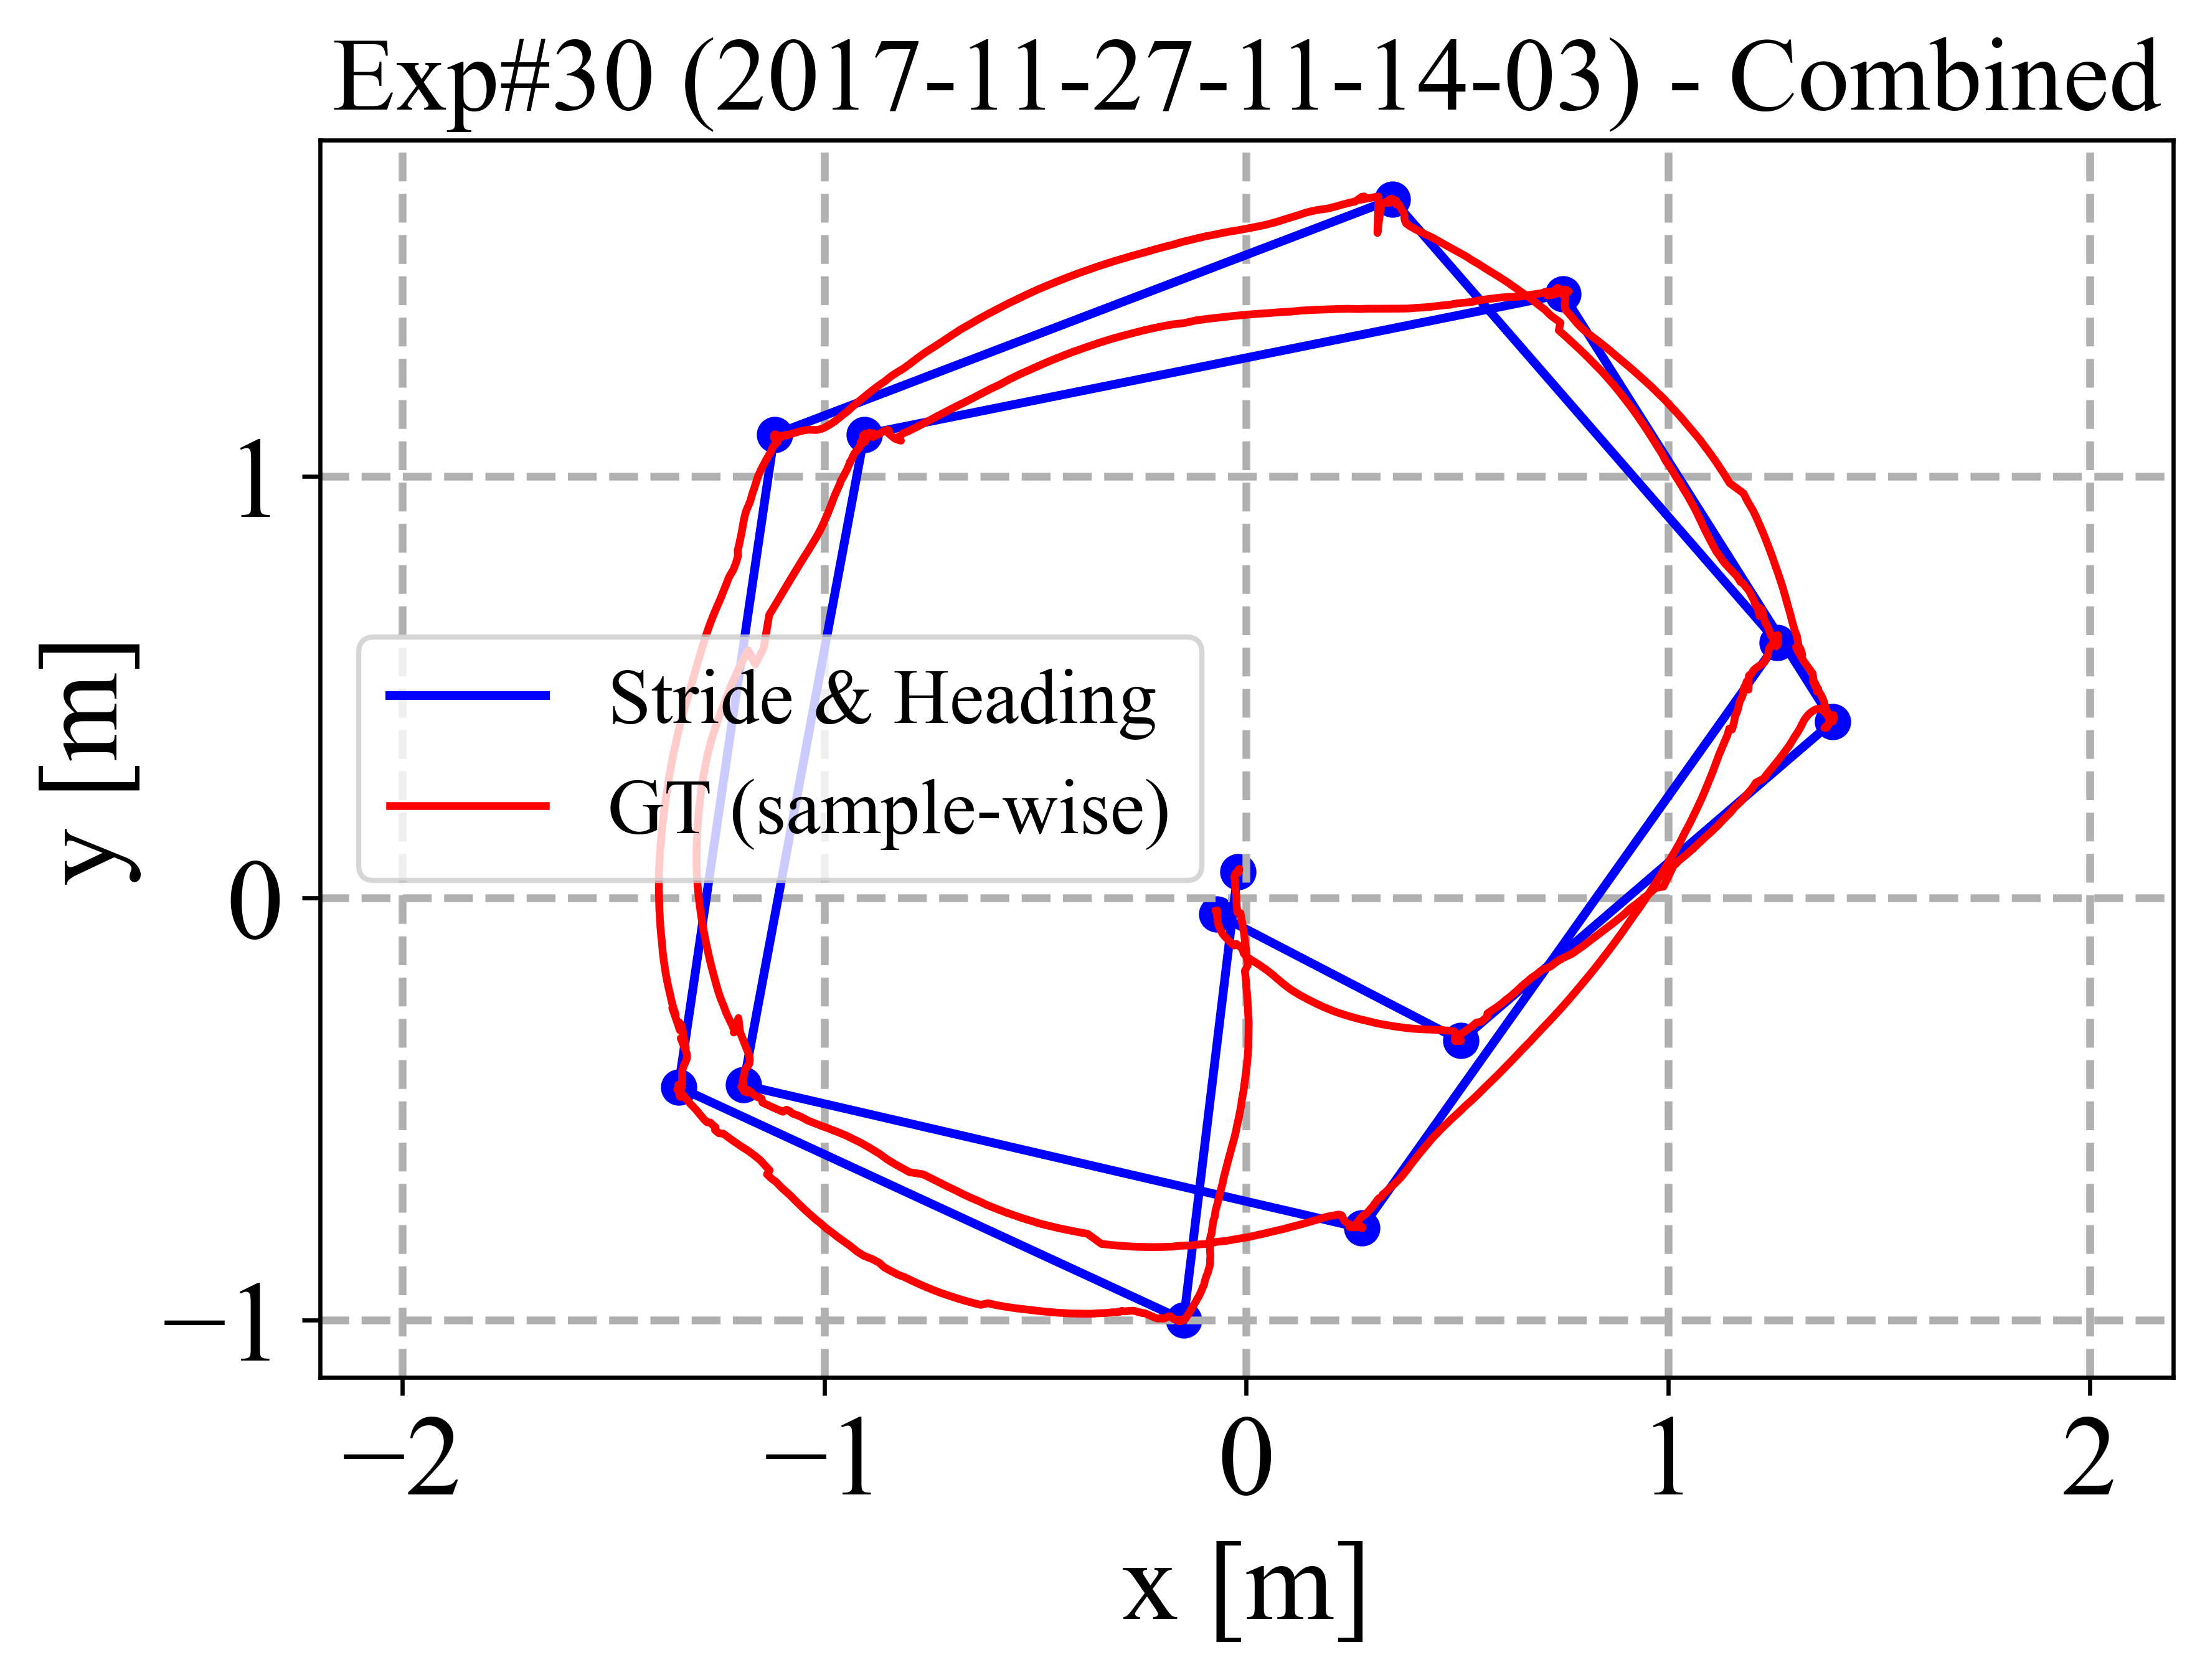 Exp#30 (2017-11-27-11-14-03) - Combined
y [m]
1
0
−1
Stride & Heading
GT (sample-wise)
−2
−1
0
1
2
x [m]